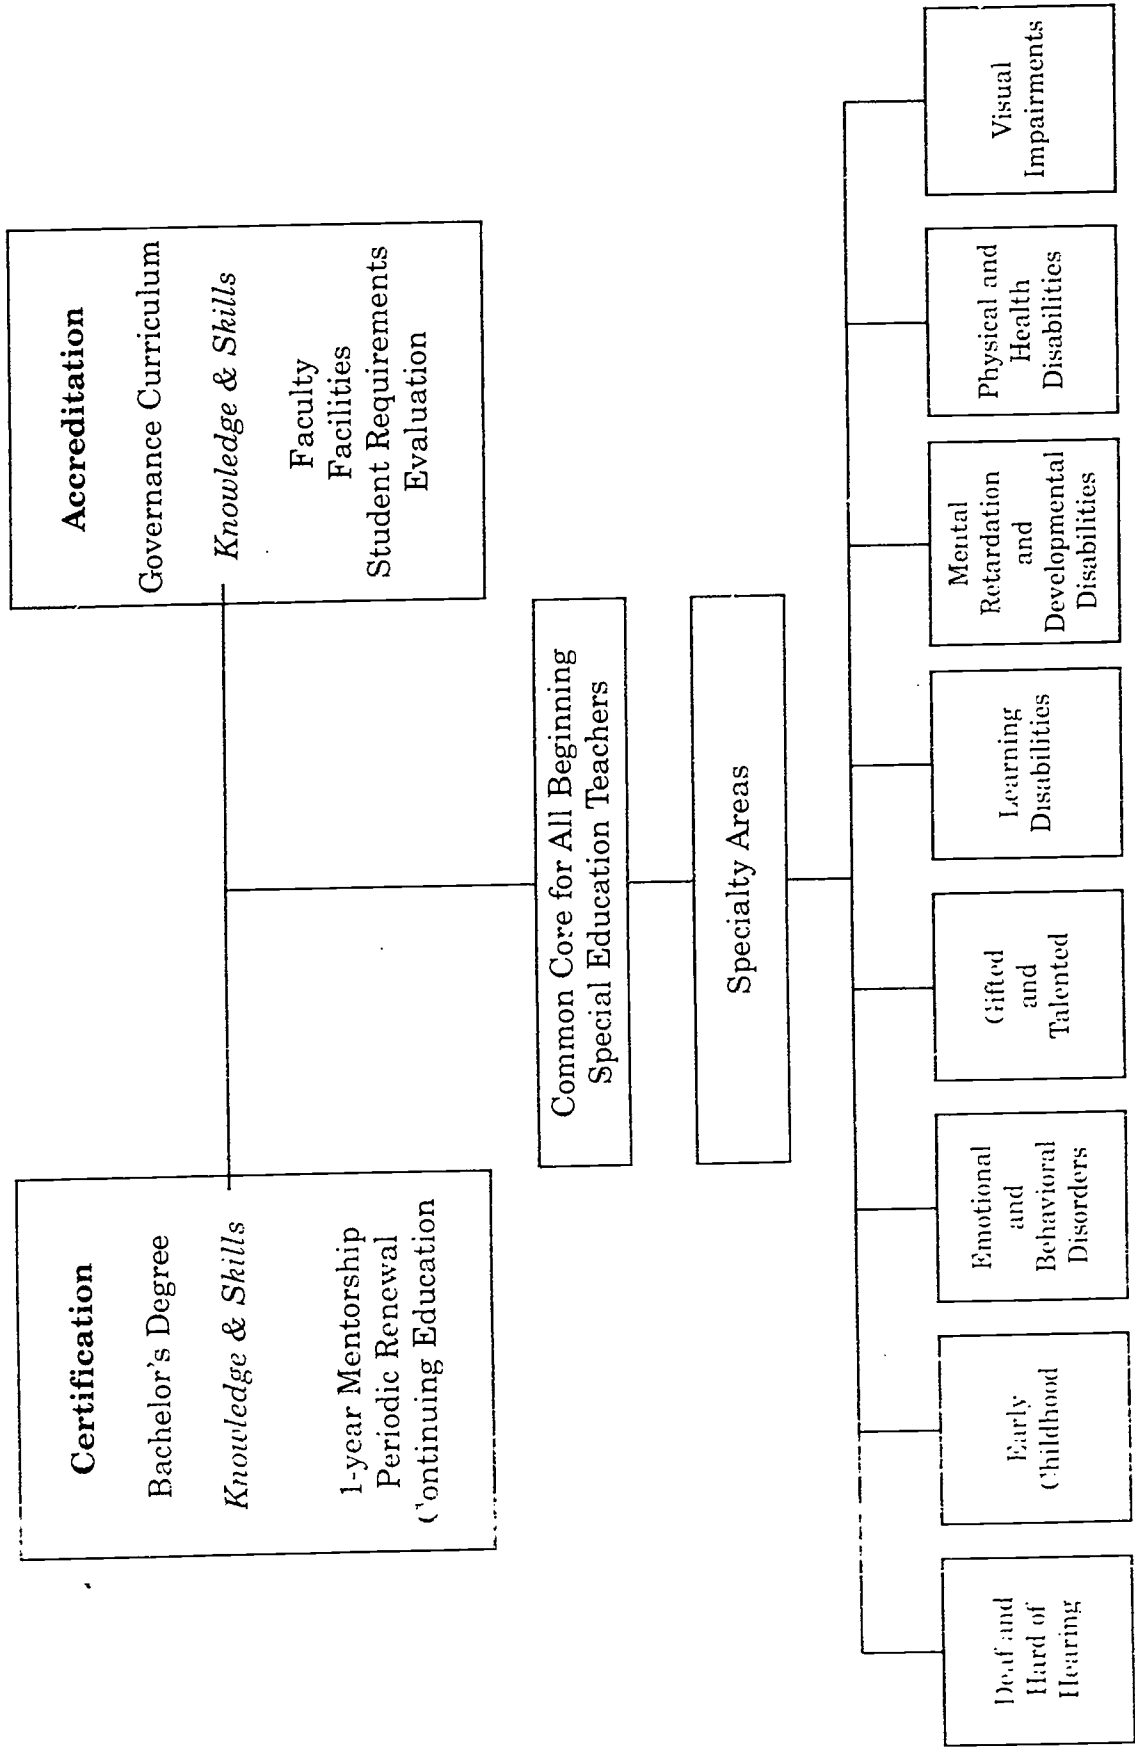 Certification
Bachelor's Degree
Knowledge & Skills
1-year Mentorship
Periodic Renewal
Continuing Education
Accreditation
Governance Curriculum
Knowledge & Skills
Faculty
Facilities
Student Requirements
Evaluation
Common Core for All Beginning
Special Education Teachers
Specialty Areas
Deaf and
Hard of
Hearing
Early
Childhood
Emotional
and
Behavioral
Disorders
Gifted
and
Talented
Learning
Disabilities
Mental
Retardation
and
Developmental
Disabilities
Physical and
Health
Disabilities
Visual
Impairments